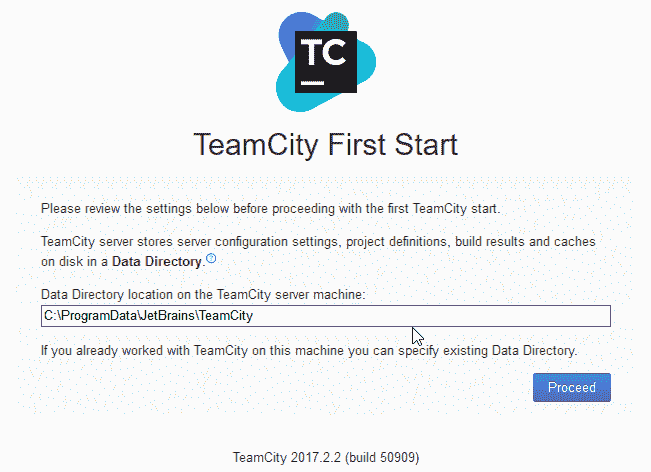 TC
TeamCity First Start
Please review the settings below before proceeding with the first TeamCity start.
TeamCity server stores server configuration settings, project definitions, build results and caches
on disk in a Data Directory.?
Data Directory location on the TeamCity server machine:
C:\ProgramData\JetBrains\TeamCity
If you already worked with TeamCity on this machine you can specify existing Data Directory.
Proceed
TeamCity 2017.2.2 (build 50909)